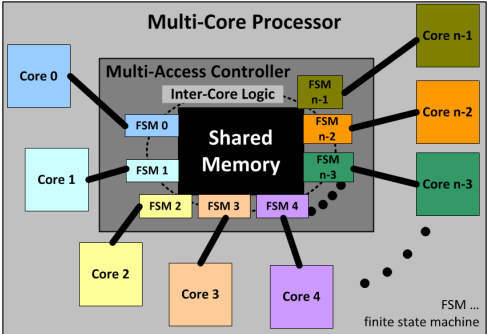 Multi-Core Processor
Core n-1
Core 0
Multi-Access Controller
FSM
n-1
Inter-Core Logic
Core n-2
FSM 0
FSM
n-2
Shared
Memory
Core 1
FSM 1
FSM
n-3
Core n-3
FSM 2
FSM 3
FSM 4
Core 2
Core 3
Core 4
FSM ...
finite state machine